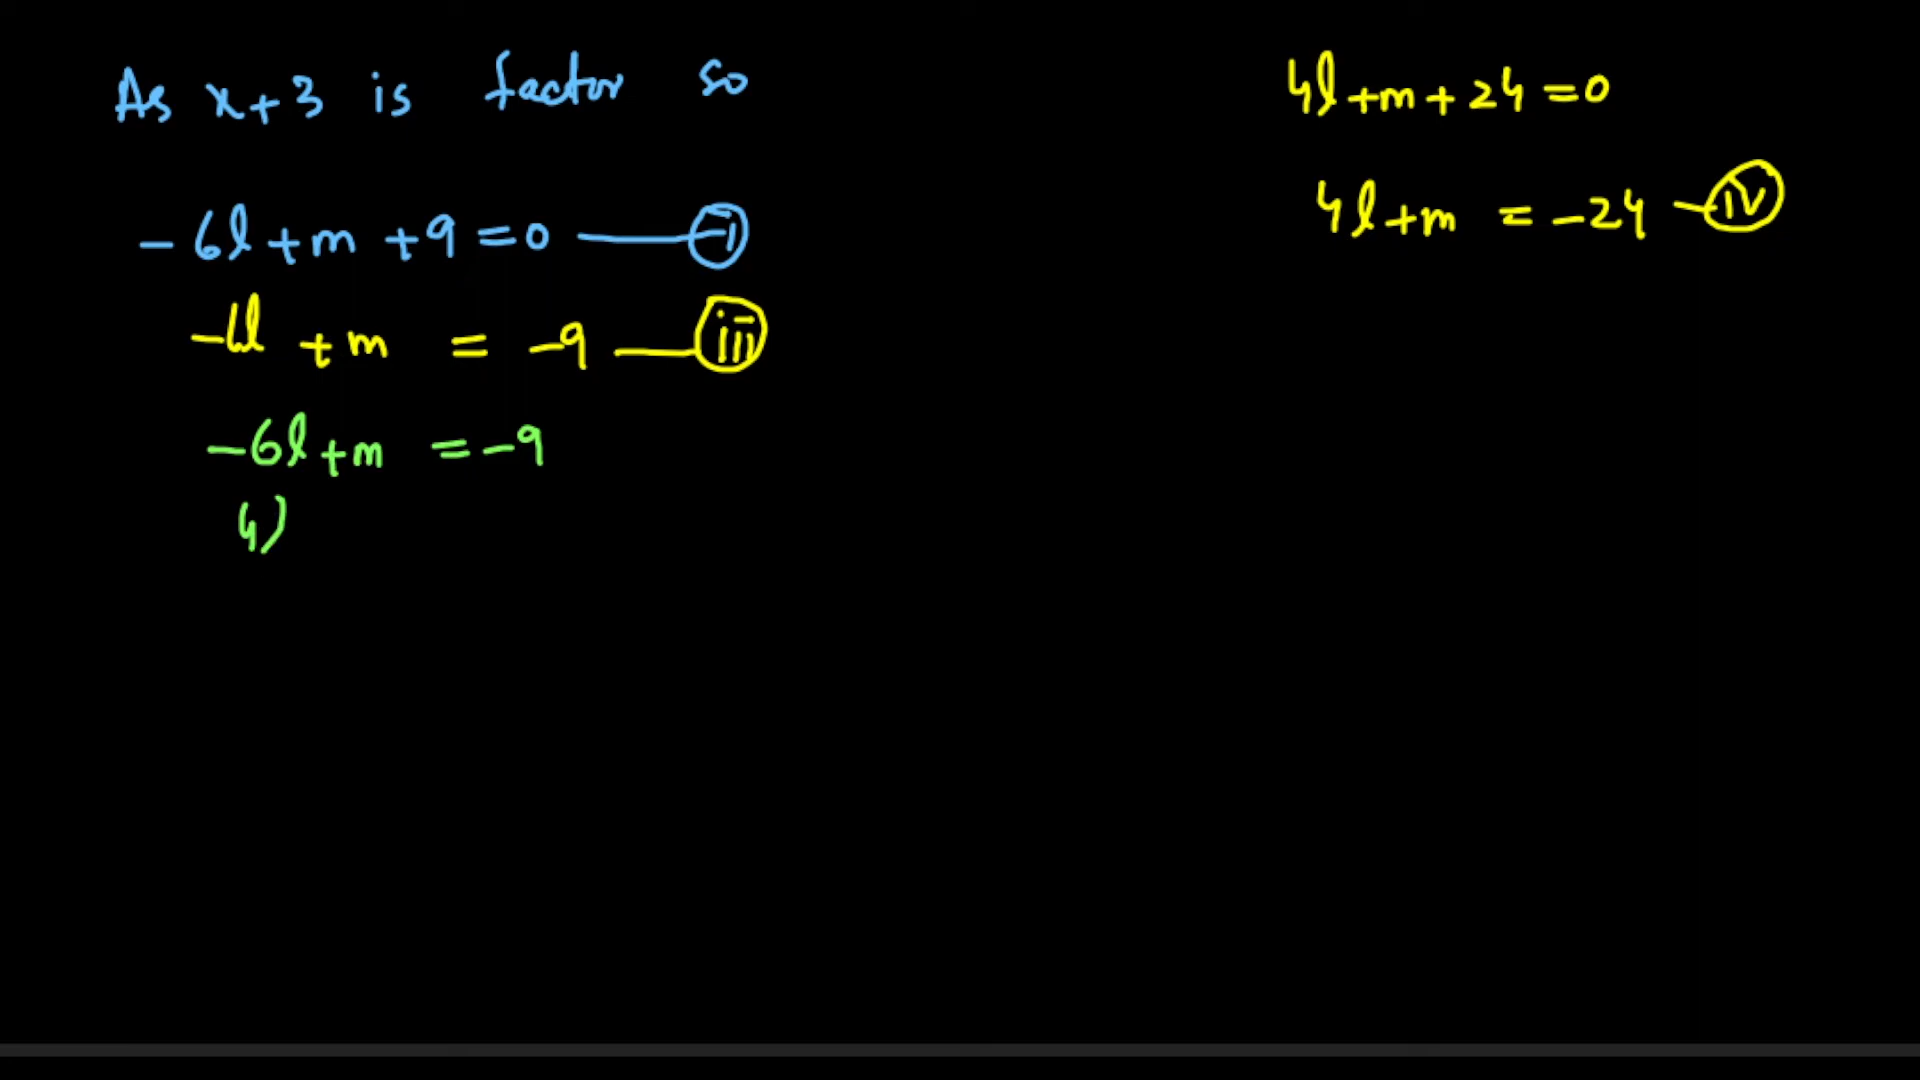 As x+3 is factor so
-6l+m+9=0 — (i)
-6l +m = -9 — (iii)
-6l+m =-9
4)
4l+m+24=0
4l+m = -24 — (iv)